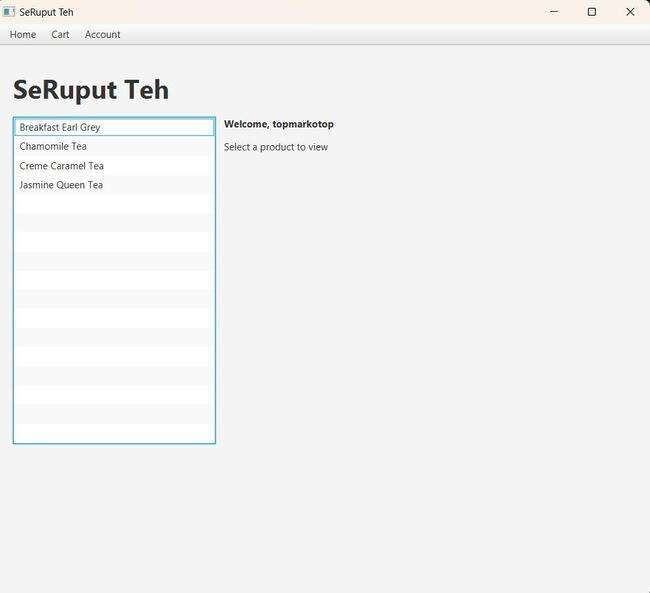 SeRuput Teh
Home Cart Account
SeRuput Teh
Breakfast Earl Grey
Chamomile Tea
Creme Caramel Tea
Jasmine Queen Tea
Welcome, topmarkotop
Select a product to view